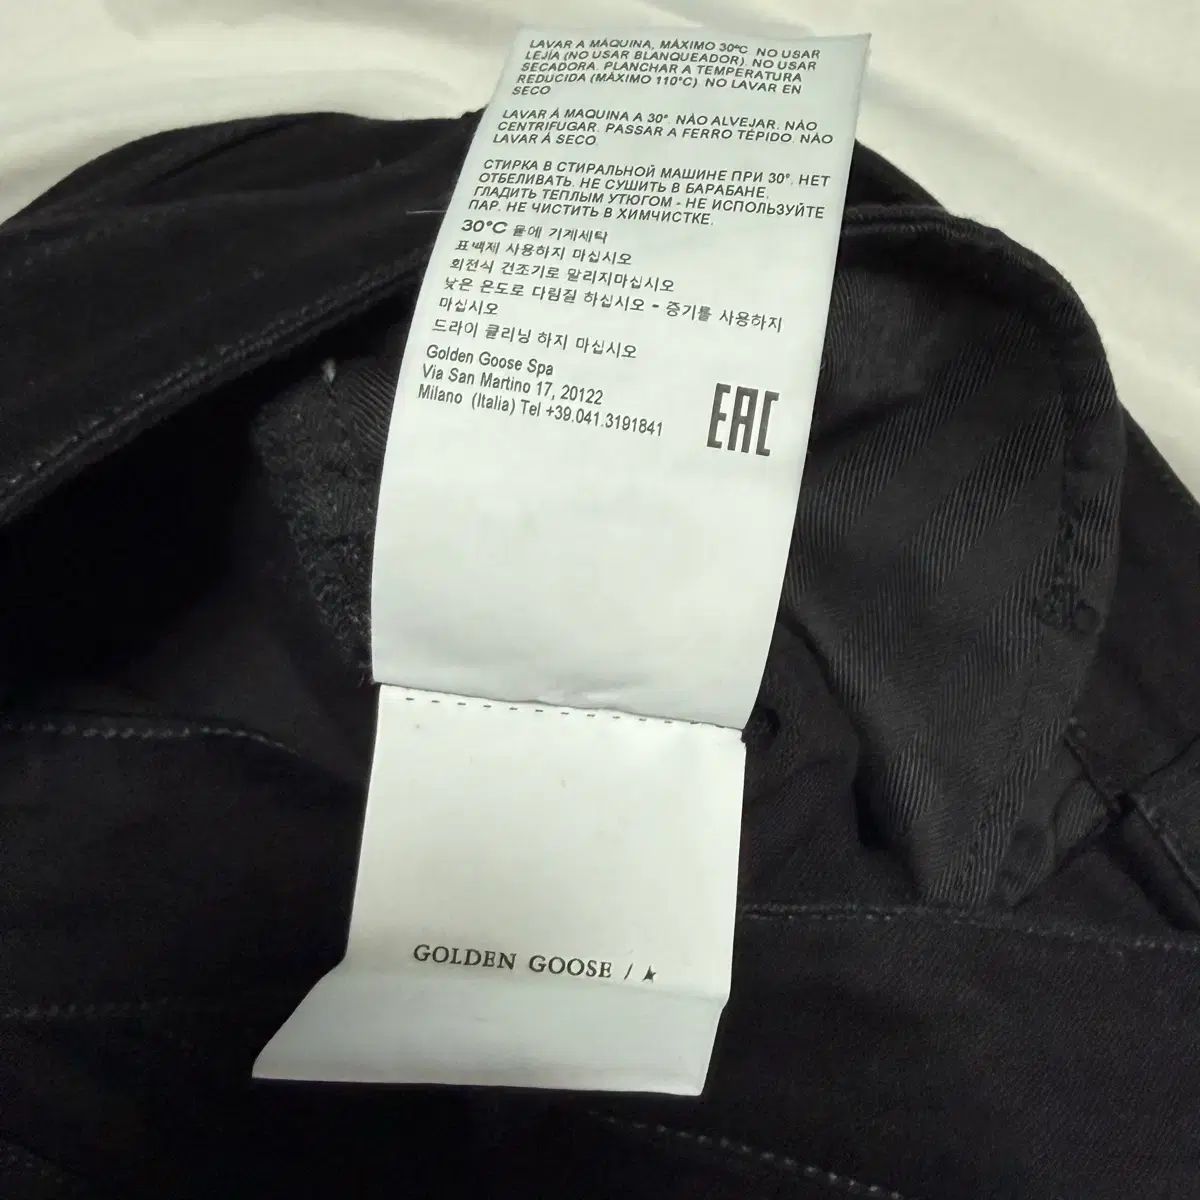 LAVAR A MÁQUINA, MÁXIMO 30°C NO USAR
LEJÍA (NO USAR BLANQUEADOR). NO USAR
SECADORA. PLANCHAR A TEMPERATURA
REDUCIDA (MÁXIMO 110°C) NO LAVAR EN
SECO
LAVAR À MAQUINA A 30°. NÃO ALVEJAR. NÃO
CENTRIFUGAR. PASSAR A FERRO TÉPIDO. NÃO
LAVAR À SECO.
СТИРКА В СТИРАЛЬНОЙ МАШИНЕ ПРИ 30°. НЕТ
ОТБЕЛИВАТЬ. НЕ СУШИТЬ В БАРАБАНЕ.
ГЛАДИТЬ ТЕПЛЫМ УТЮГОМ - НЕ ИСПОЛЬЗУЙТЕ
ПАР. НЕ ЧИСТИТЬ В ХИМЧИСТКЕ.
30°C 물에 기계세탁
표백제 사용하지 마십시오
회전식 건조기로 말리지마십시오
낮은 온도로 다림질 하십시오 - 증기를 사용하지
마십시오
드라이 클리닝 하지 마십시오
Golden Goose Spa
Via San Martino 17, 20122
Milano (Italia) Tel +39.041.3191841
EAC
GOLDEN GOOSE /